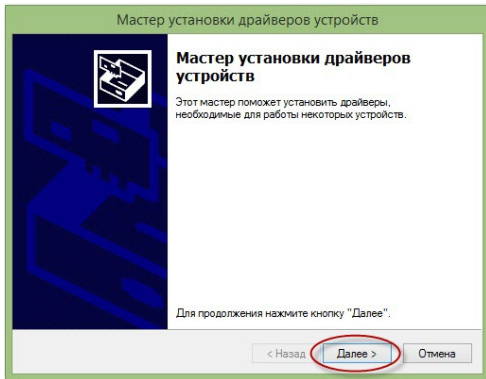 Мастер установки драйверов устройств
Мастер установки драйверов
устройств
Этот мастер поможет установить драйверы,
необходимые для работы некоторых устройств.
Для продолжения нажмите кнопку "Далее".
< Назад
Далее >
Отмена